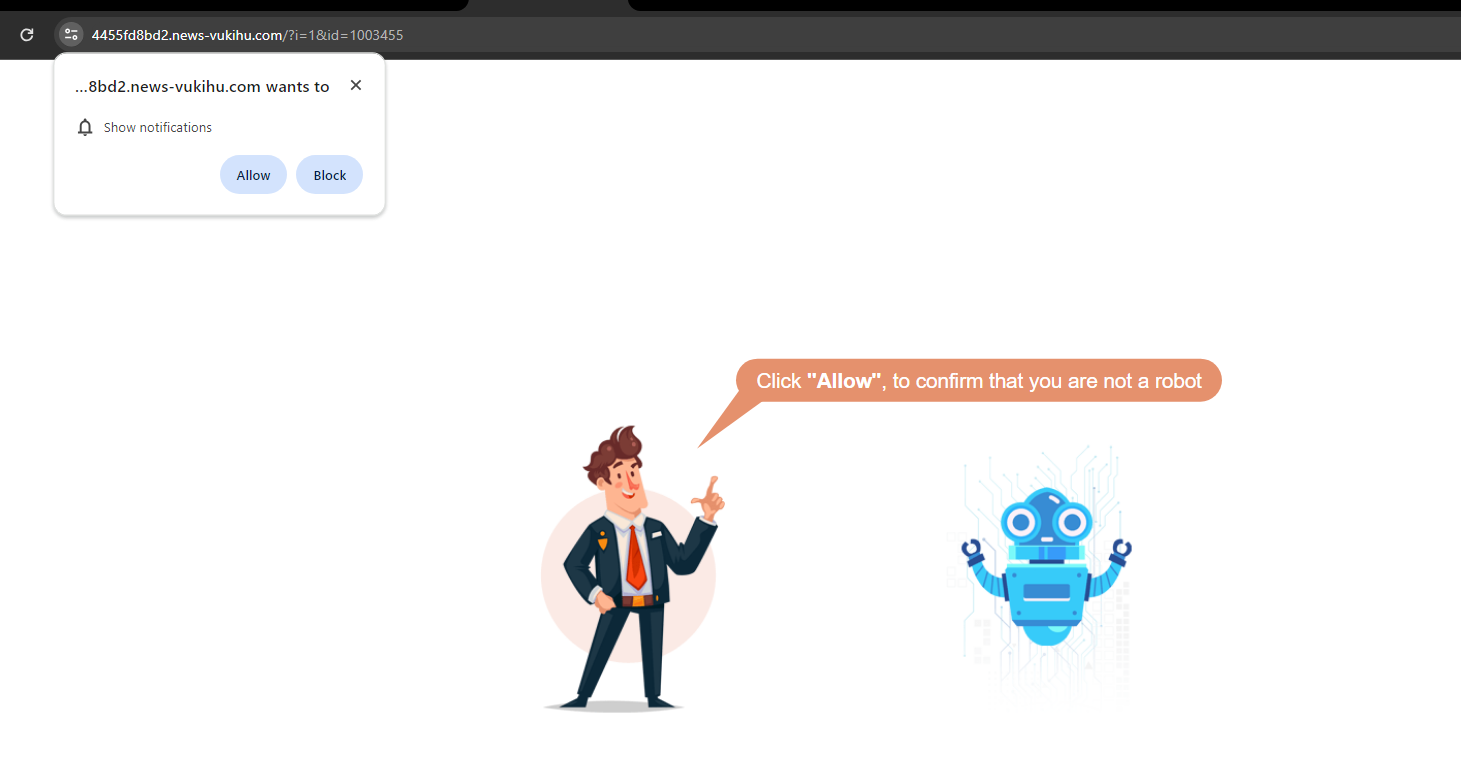 4455fd8bd2.news-vukihu.com/?i=1&id=1003455
...8bd2.news-vukihu.com wants to
Show notifications
Allow Block
Click "Allow", to confirm that you are not a robot